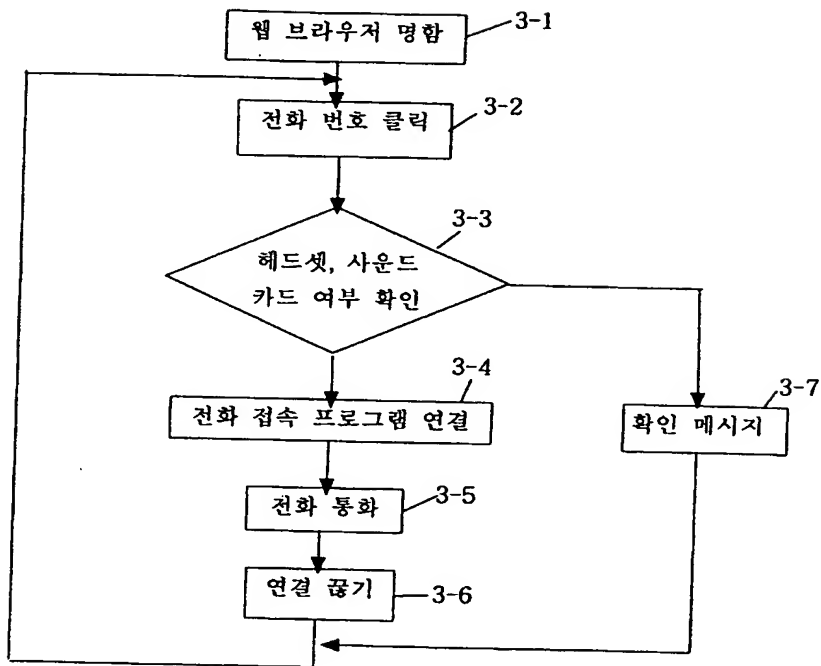 웹 브라우저 명함
3-1
전화 번호 클릭
3-2
3-3
헤드셋, 사운드
카드 여부 확인
3-4
전화 접속 프로그램 연결
3-7
확인 메시지
전화 통화
3-5
연결 끊기
3-6